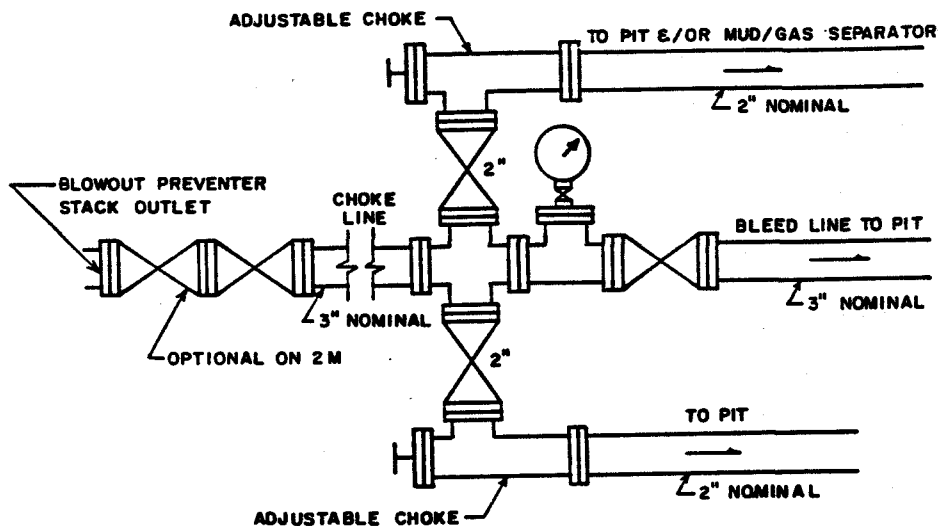 ADJUSTABLE CHOKE
TO PIT &/OR MUD/GAS SEPARATOR
2" NOMINAL
2"
BLOWOUT PREVENTER
STACK OUTLET
CHOKE
LINE
BLEED LINE TO PIT
3" NOMINAL
3" NOMINAL
OPTIONAL ON 2M
2"
TO PIT
2" NOMINAL
ADJUSTABLE CHOKE